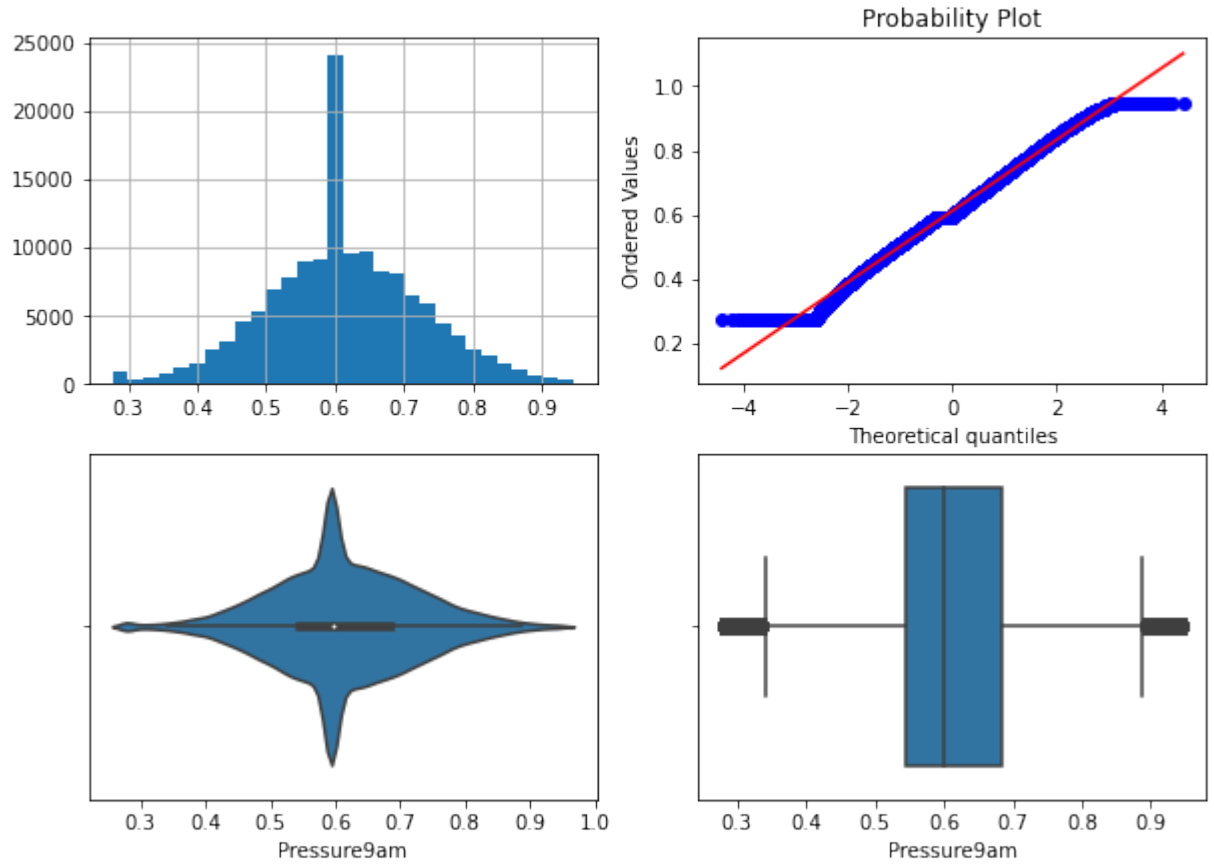 25000
20000
15000
10000
5000
0
0.3 0.4 0.5 0.6 0.7 0.8 0.9
Probability Plot
Ordered Values
1.0
0.8
0.6
0.4
0.2
−4 −2 0 2 4
Theoretical quantiles
0.3 0.4 0.5 0.6 0.7 0.8 0.9 1.0
Pressure9am
0.3 0.4 0.5 0.6 0.7 0.8 0.9
Pressure9am